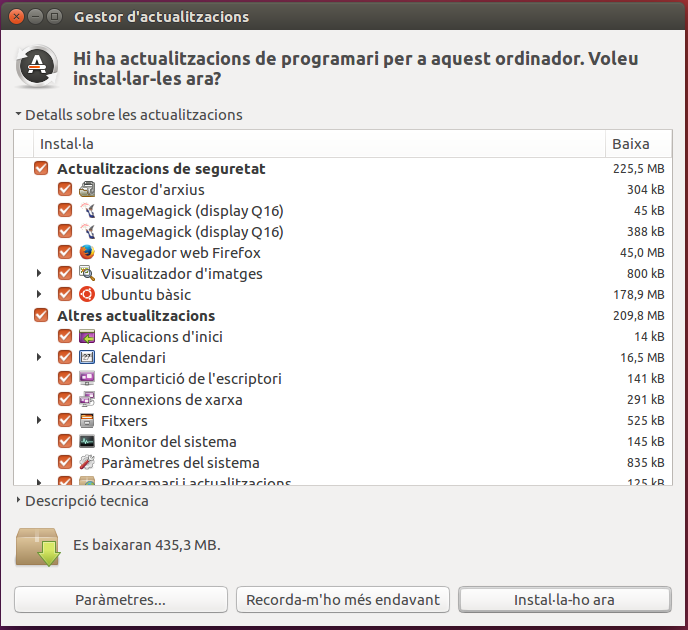 Gestor d'actualitzacions
Hi ha actualitzacions de programari per a aquest ordinador. Voleu
instal·lar-les ara?
Detalls sobre les actualitzacions
Instal·la Baixa
Actualitzacions de seguretat 225,5 MB
Gestor d'arxius 304 kB
ImageMagick (display Q16) 45 kB
ImageMagick (display Q16) 388 kB
Navegador web Firefox 45,0 MB
Visualitzador d'imatges 800 kB
Ubuntu bàsic 178,9 MB
Altres actualitzacions 209,8 MB
Aplicacions d'inici 14 kB
Calendari 16,5 MB
Compartició de l'escriptori 141 kB
Connexions de xarxa 291 kB
Fitxers 525 kB
Monitor del sistema 145 kB
Paràmetres del sistema 835 kB
Programari i actualitzacions 125 kB
Descripció tecnica
Es baixaran 435,3 MB.
Paràmetres... Recorda-m'ho més endavant Instal·la-ho ara